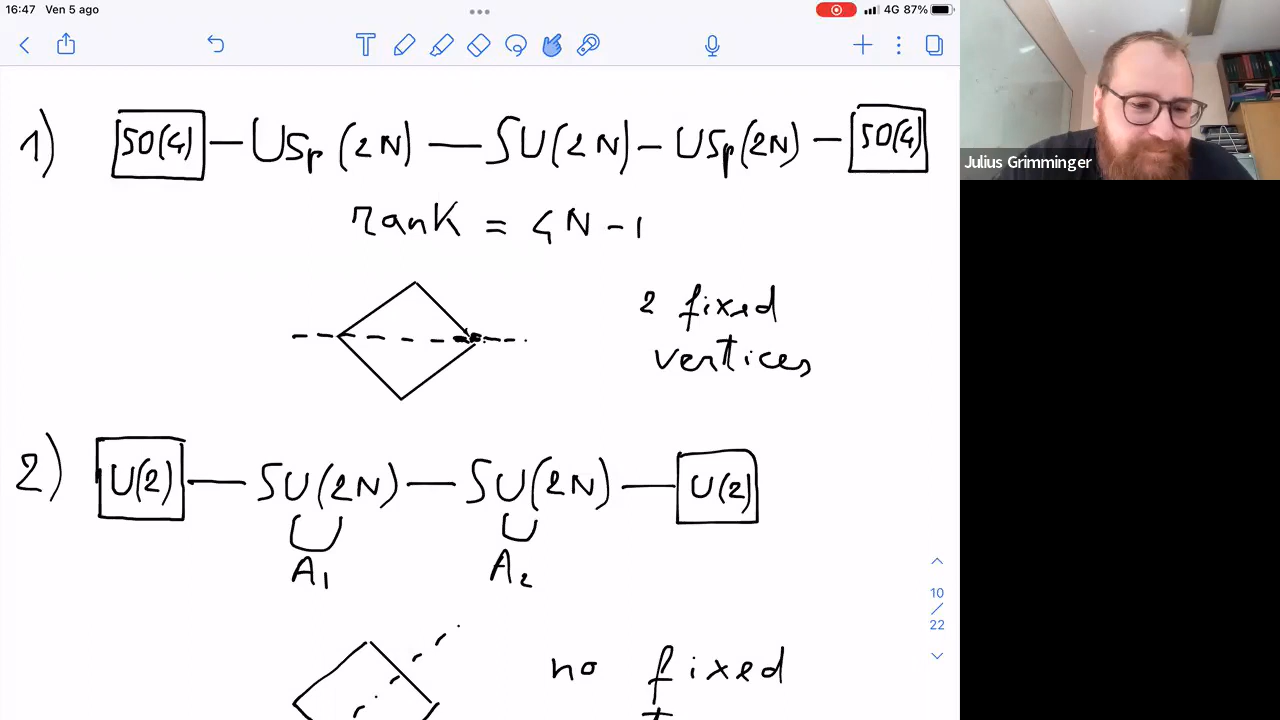 16:47 Ven 5 ago
4G 87%
1) SO(4) — USp(2N) — SU(2N) — USp(2N) — SO(4)
rank = 4N - 1
2 fixed
vertices
2) U(2) — SU(2N) — SU(2N) — U(2)
A1 A2
no fixed
10
/
22
T
Julius Grimminger